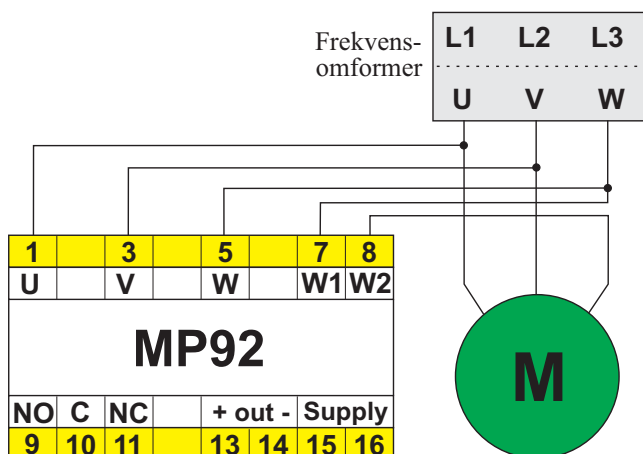 Frekvens-
omformer
L1 L2 L3
U V W
1 3 5 7 8
U V W W1 W2
MP92
M
NO C NC + out - Supply
9 10 11 13 14 15 16